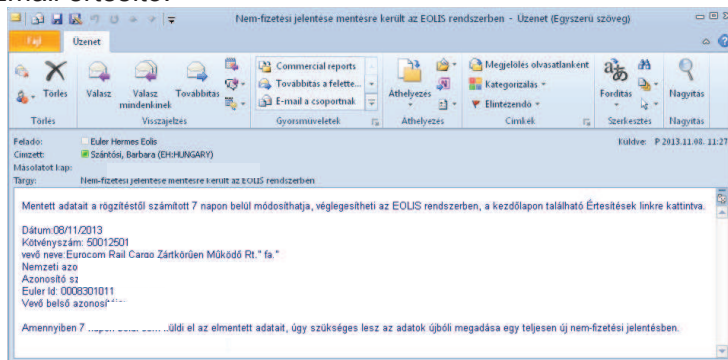 Email értesítő:
Nem-fizetési jelentése mentésre került az EOLIS rendszerben - Üzenet (Egyszerű szöveg)
Fájl Üzenet
Törlés
Válasz
Válasz mindenkinek
Továbbítás
Commercial reports
Továbbítás a felette...
E-mail a csoportnak
Áthelyezés
Megjelölés olvasatlanként
Kategorizálás
Elintézendő
Fordítás
Nagyítás
Törlés Visszajelzés Gyorsműveletek Áthelyezés Címkék Szerkesztés Nagyítás
Feladó: Euler Hermes Eolis Küldve: P 2013.11.08. 11:27
Címzett: Szántósi, Barbara (EH:HUNGARY)
Másolatot kap:
Tárgy: Nem-fizetési jelentése mentésre került az EOLIS rendszerben
Mentett adatait a rögzítéstől számított 7 napon belül módosíthatja, véglegesítheti az EOLIS rendszerben, a kezdőlapon található Értesítések linkre kattintva.
Dátum:08/11/2013
Kötvényszám: 50012501
vevő neve:Eurocom Rail Cargo Zártkörűen Működő Rt." fa."
Nemzeti azo
Azonosító sz
Euler Id: 0008301011
Vevő belső
Amennyiben 7 el az elmentett adatait, úgy szükséges lesz az adatok újbóli megadása egy teljesen új nem-fizetési jelentésben.